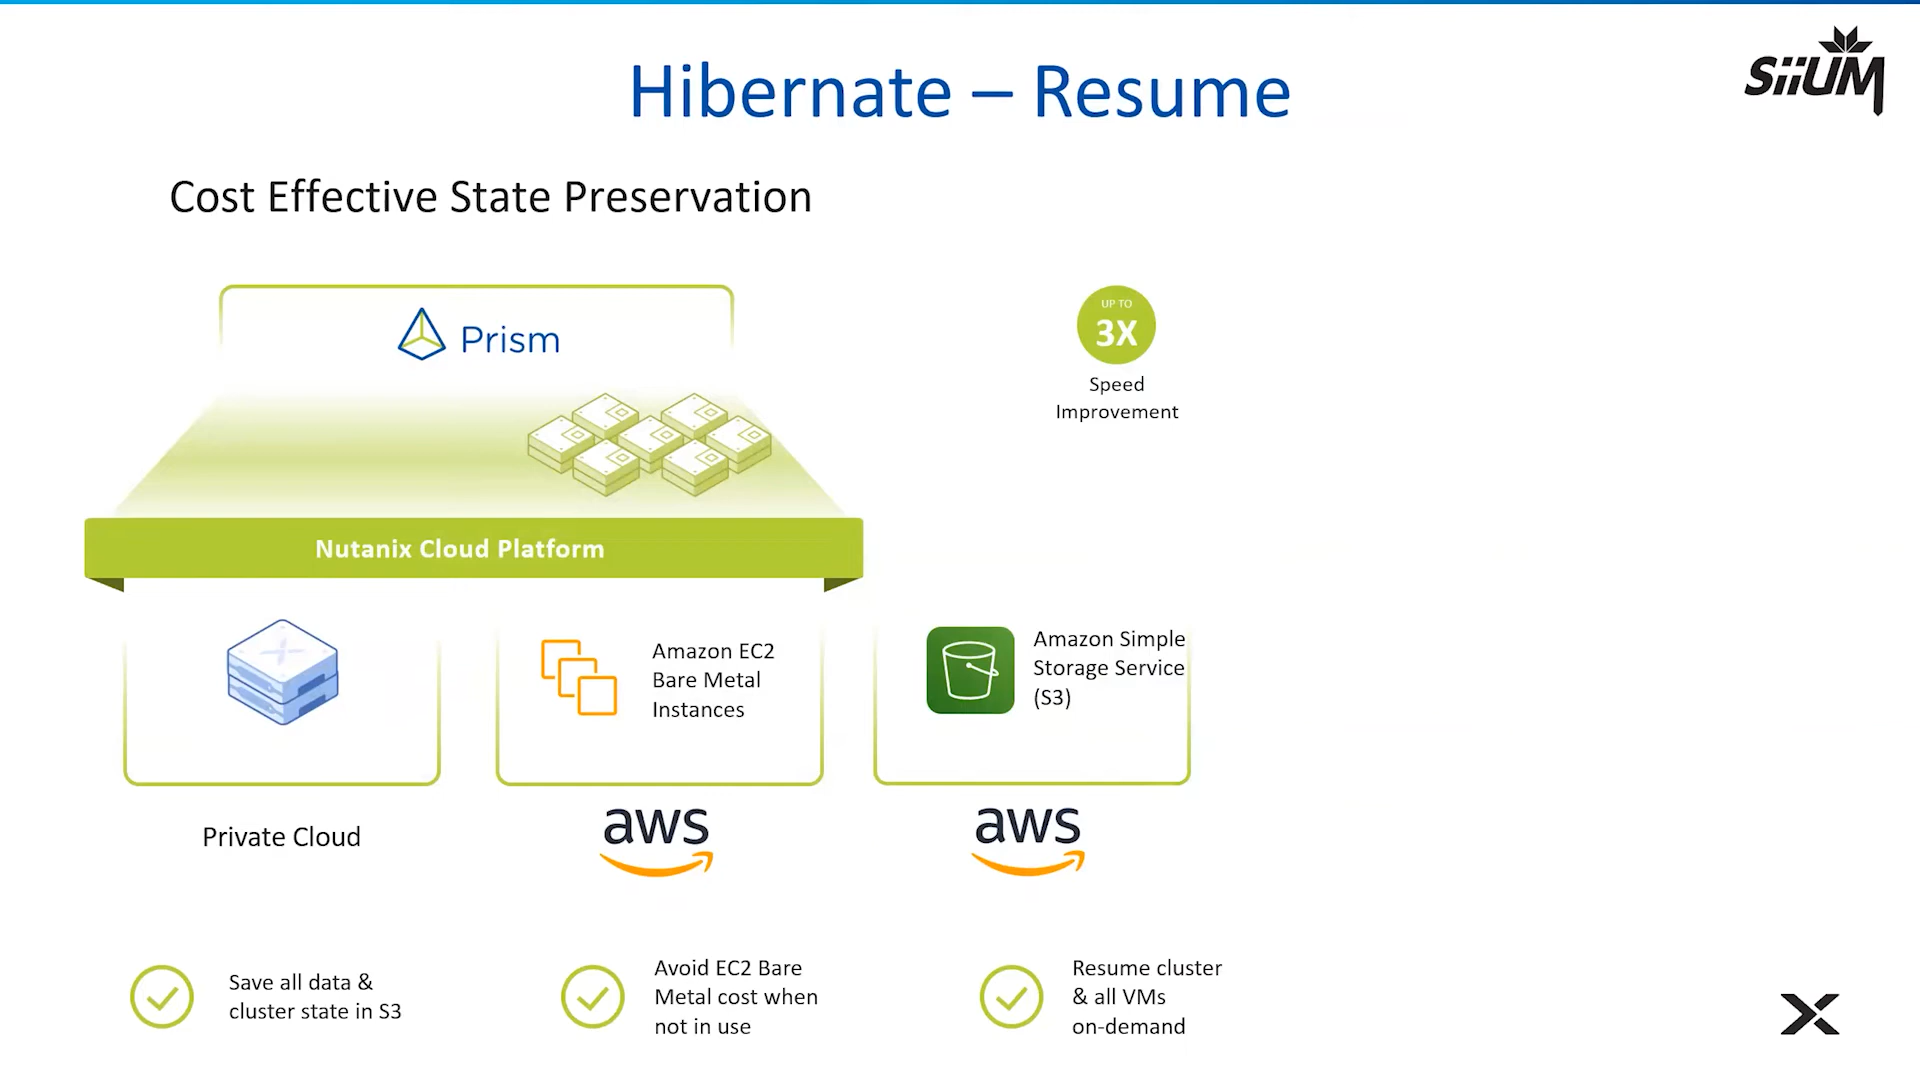 SiiUM
Hibernate – Resume
Cost Effective State Preservation
Prism
UP TO
3X
Speed
Improvement
Nutanix Cloud Platform
Amazon EC2
Bare Metal
Instances
Amazon Simple
Storage Service
(S3)
Private Cloud
aws
aws
Save all data &
cluster state in S3
Avoid EC2 Bare
Metal cost when
not in use
Resume cluster
& all VMs
on-demand